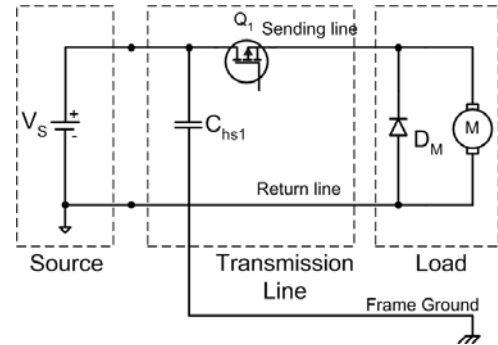 Q1
Sending line
VS
+
-
Chs1
DM
M
Return line
Source
Transmission
Line
Load
Frame Ground